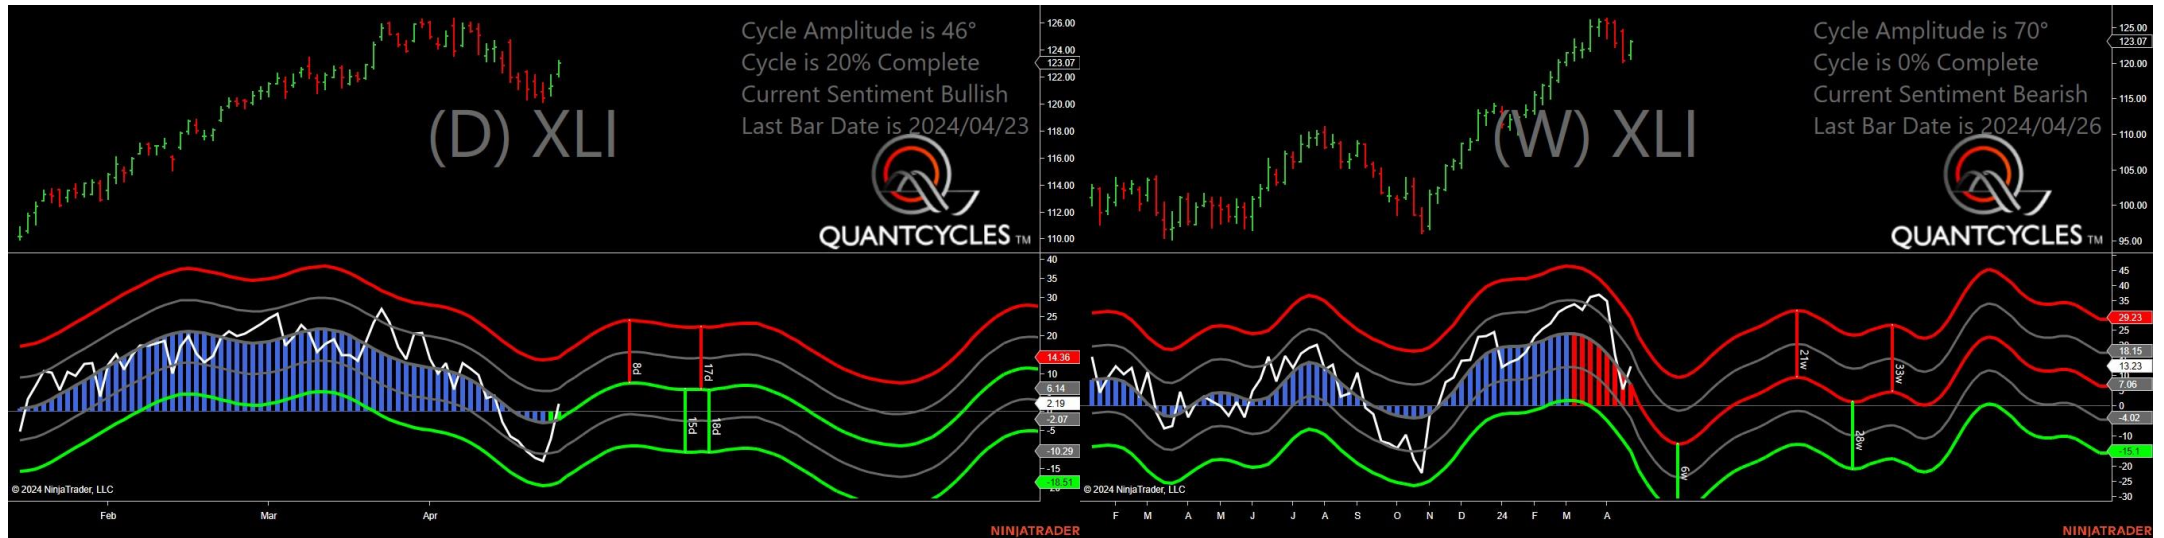 Cycle Amplitude is 46°
Cycle is 20% Complete
Current Sentiment Bullish
Last Bar Date is 2024/04/23
(D) XLI
QUANTCYCLES TM
126.00
124.00
123.07
122.00
120.00
118.00
116.00
114.00
112.00
110.00
40
35
30
25
20
14.36
10
6.14
2.19
-2.07
-5
-10.29
-15
-18.51
8d
17d
15d
18d
© 2024 NinjaTrader, LLC
Feb
Mar
Apr
NINJATRADER
Cycle Amplitude is 70°
Cycle is 0% Complete
Current Sentiment Bearish
Last Bar Date is 2024/04/26
(W) XLI
QUANTCYCLES TM
125.00
123.07
120.00
115.00
110.00
105.00
100.00
95.00
45
40
35
29.23
25
18.15
13.23
7.06
0
-4.02
-10
-15.1
-20
-25
-30
21w
33w
28w
6w
© 2024 NinjaTrader, LLC
F
M
A
M
J
J
A
S
O
N
D
24
F
M
A
NINJATRADER